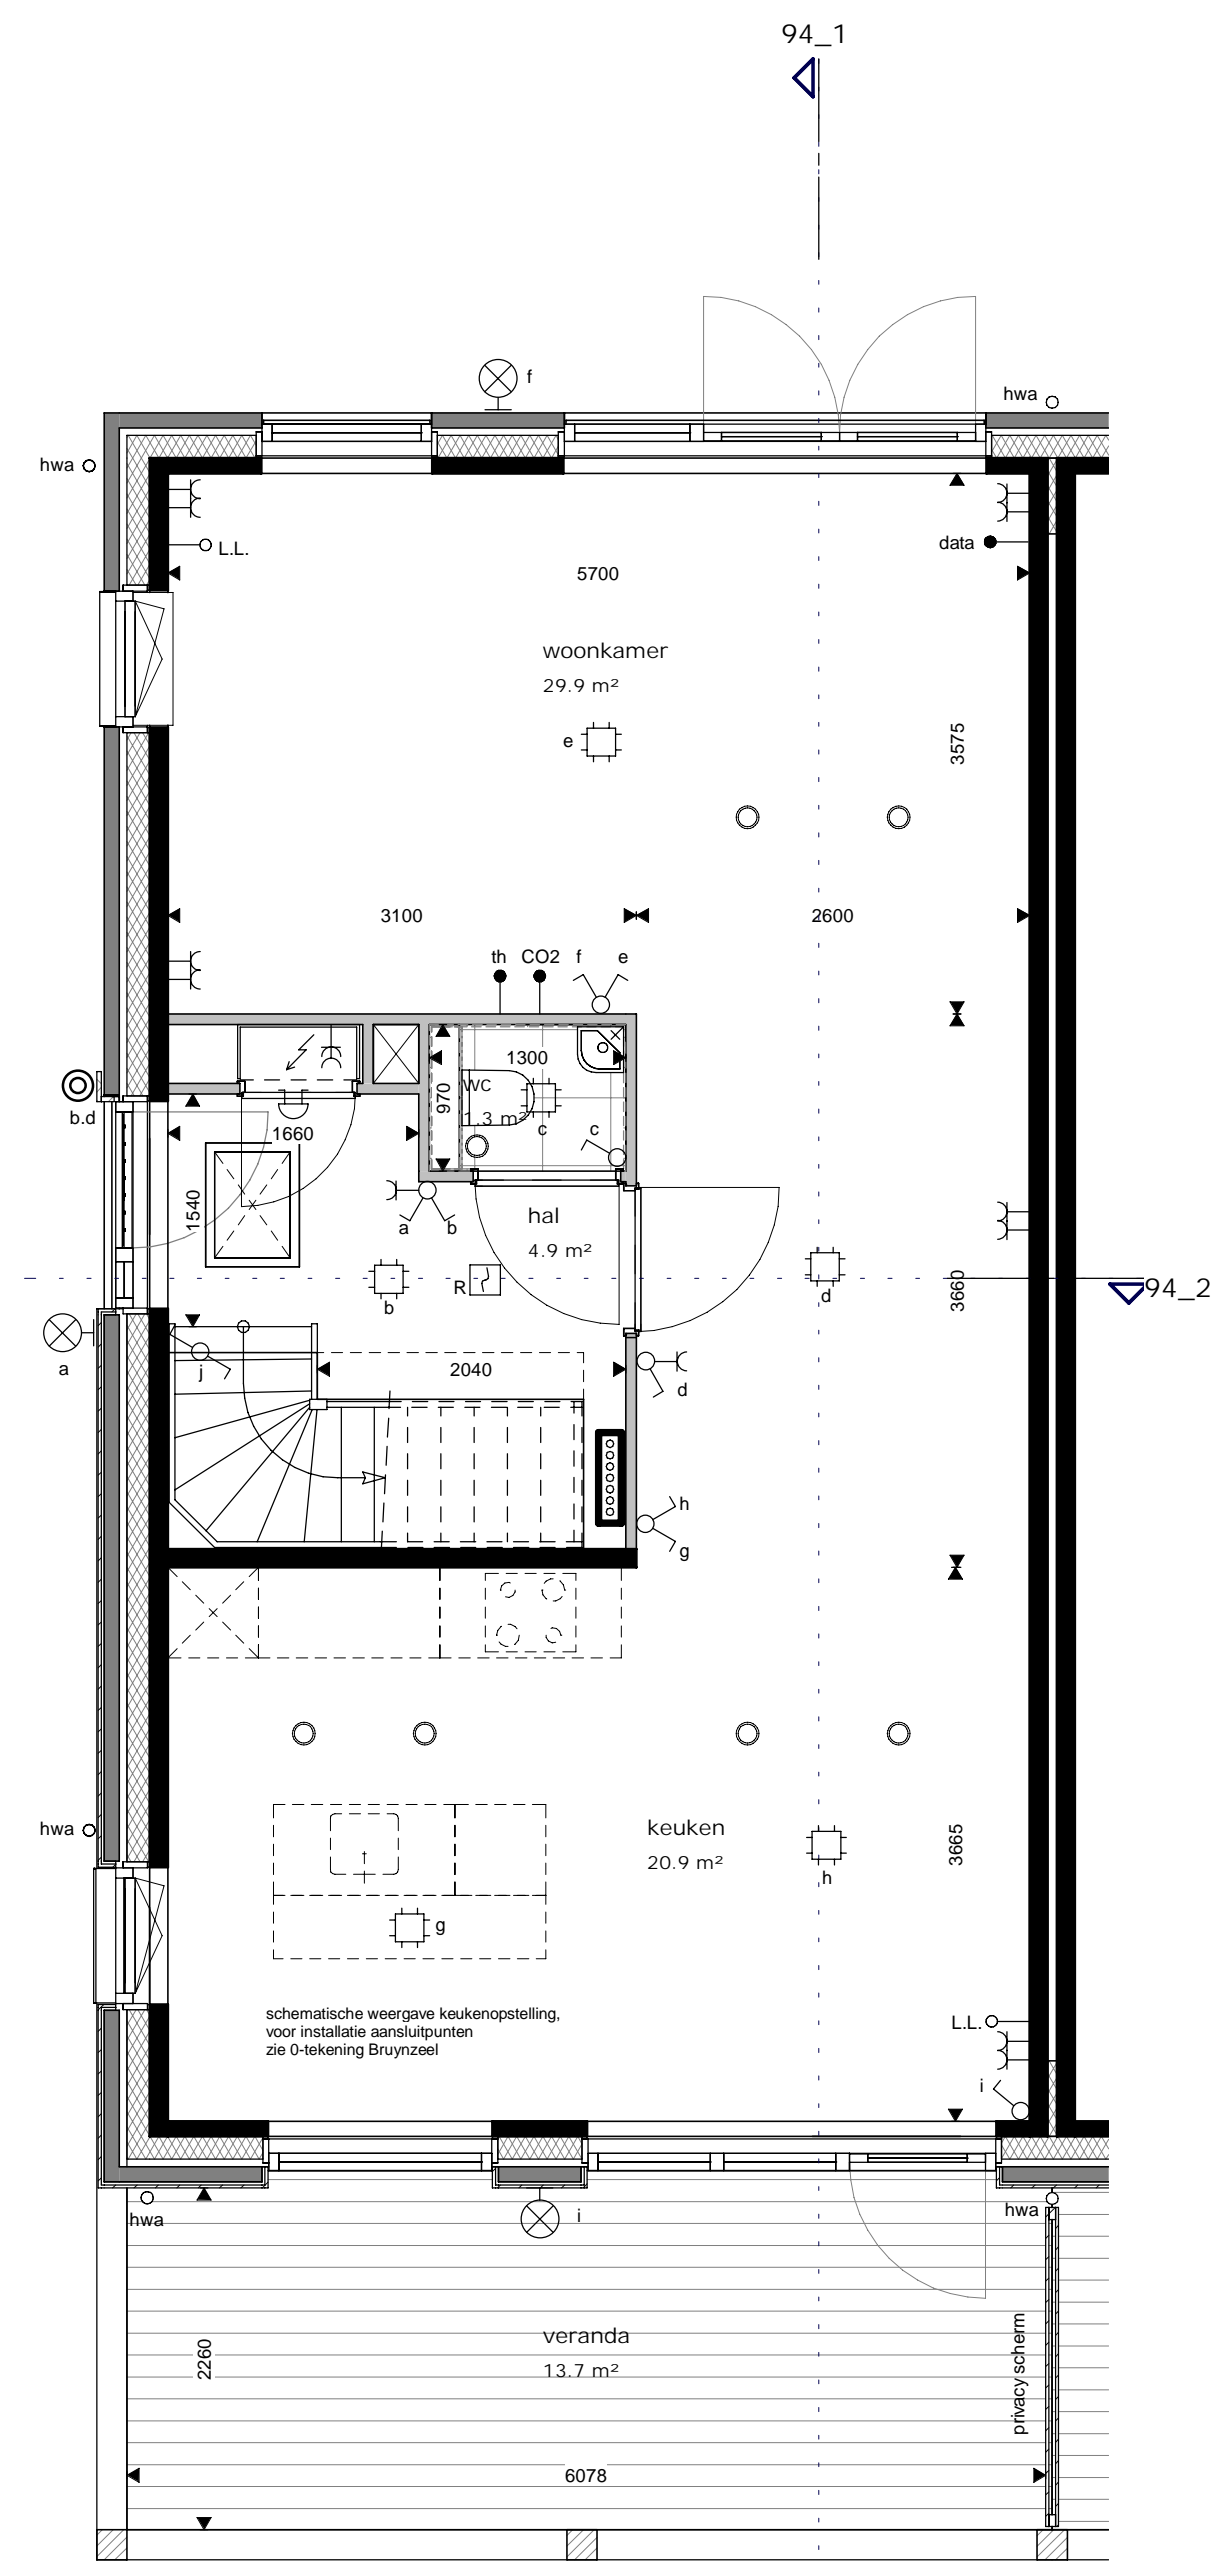 94_1
f
hwa
hwa
L.L.
data
5700
woonkamer
29.9 m²
e
3575
3100
2600
th
CO2
f
e
1300
970
WC
1.3 m²
c
c
b.d
1660
1540
a
b
hal
4.9 m²
R
b
d
3660
94_2
a
j
2040
d
h
g
hwa
keuken
20.9 m²
3665
h
g
schematische weergave keukenopstelling,
voor installatie aansluitpunten
zie 0-tekening Bruynzeel
L.L.
i
hwa
i
hwa
veranda
13.7 m²
2260
privacy scherm
6078